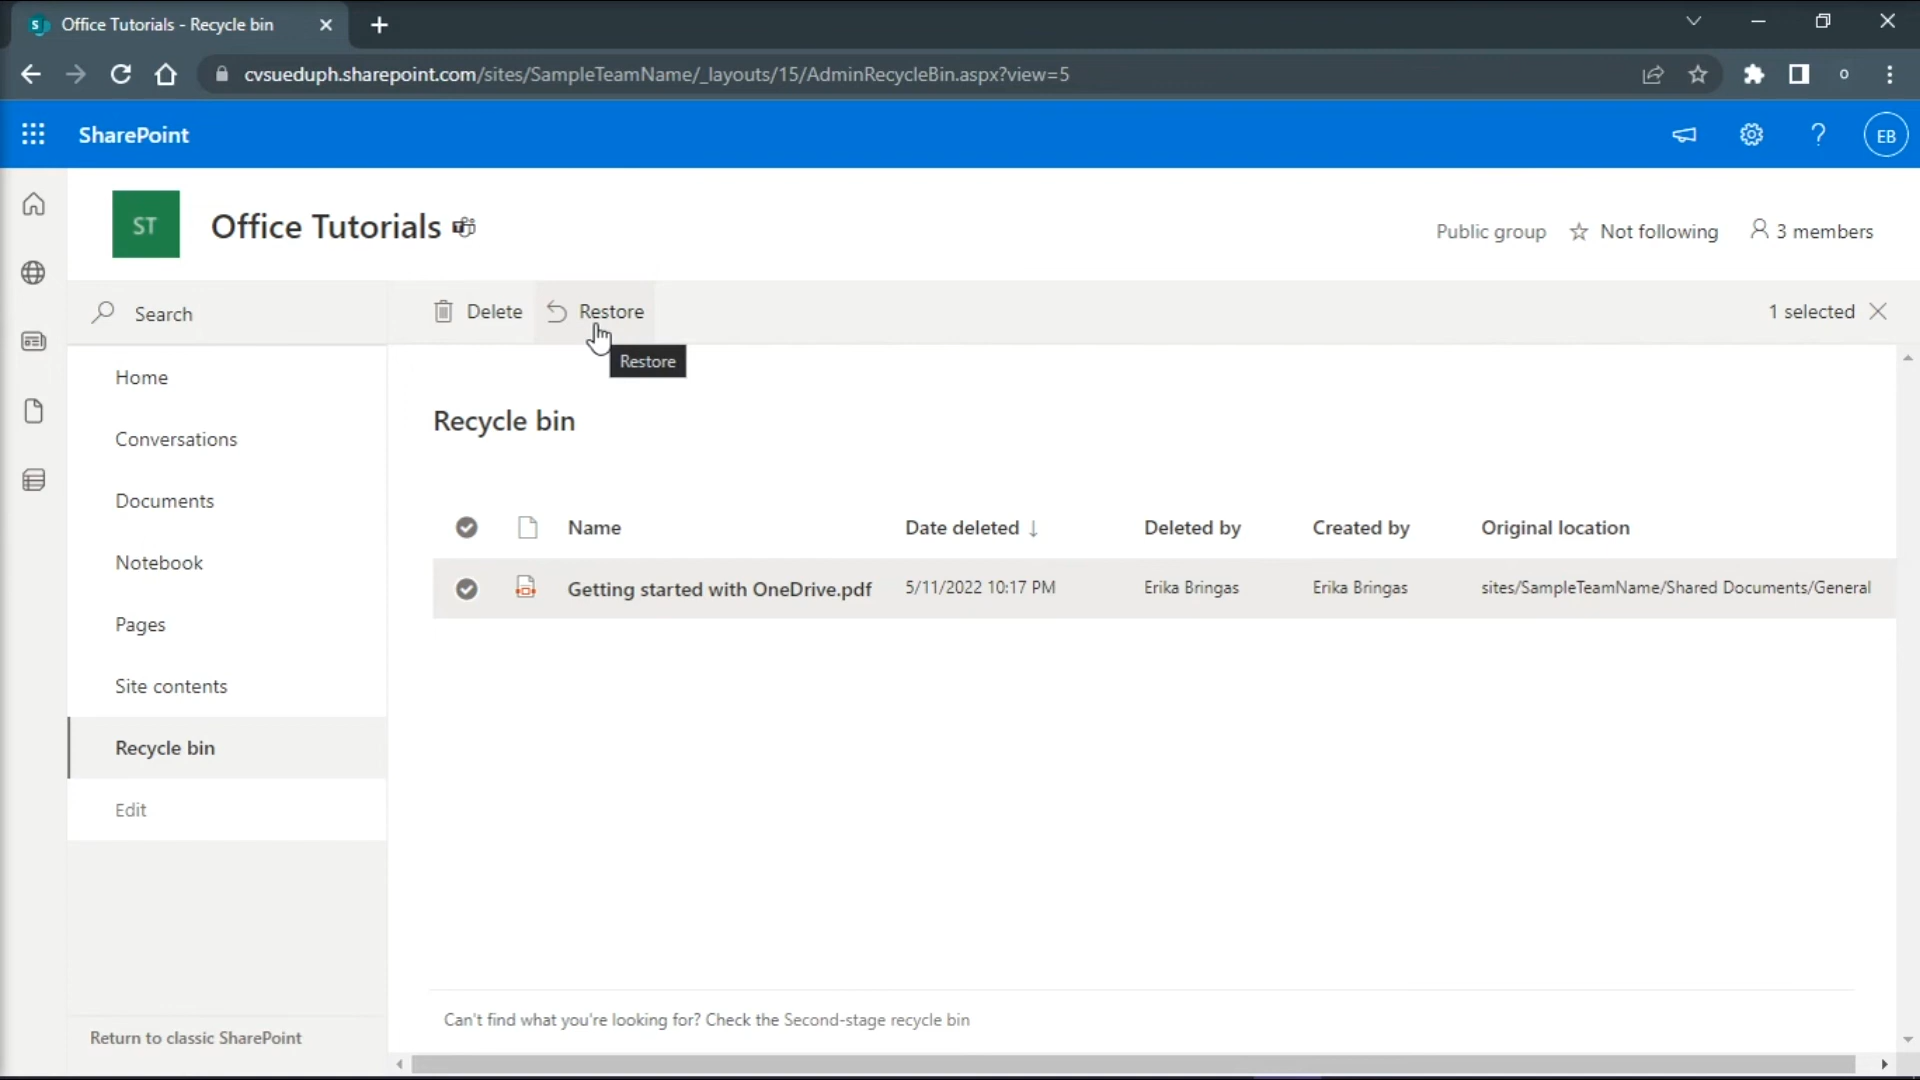 Office Tutorials - Recycle bin
cvsueduph.sharepoint.com/sites/SampleTeamName/_layouts/15/AdminRecycleBin.aspx?view=5
o
SharePoint
EB
ST
Office Tutorials
Public group
Not following
3 members
Search
Delete
Restore
1 selected
Restore
Home
Conversations
Documents
Notebook
Pages
Site contents
Recycle bin
Edit
Return to classic SharePoint
Recycle bin
Name Date deleted ↓ Deleted by Created by Original location
Getting started with OneDrive.pdf 5/11/2022 10:17 PM Erika Bringas Erika Bringas sites/SampleTeamName/Shared Documents/General
Can't find what you're looking for? Check the Second-stage recycle bin